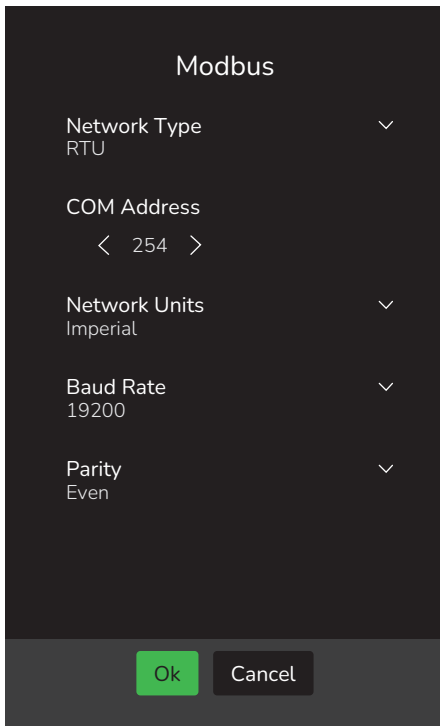 Modbus
Network Type
RTU
COM Address
254
Network Units
Imperial
Baud Rate
19200
Parity
Even
Ok Cancel